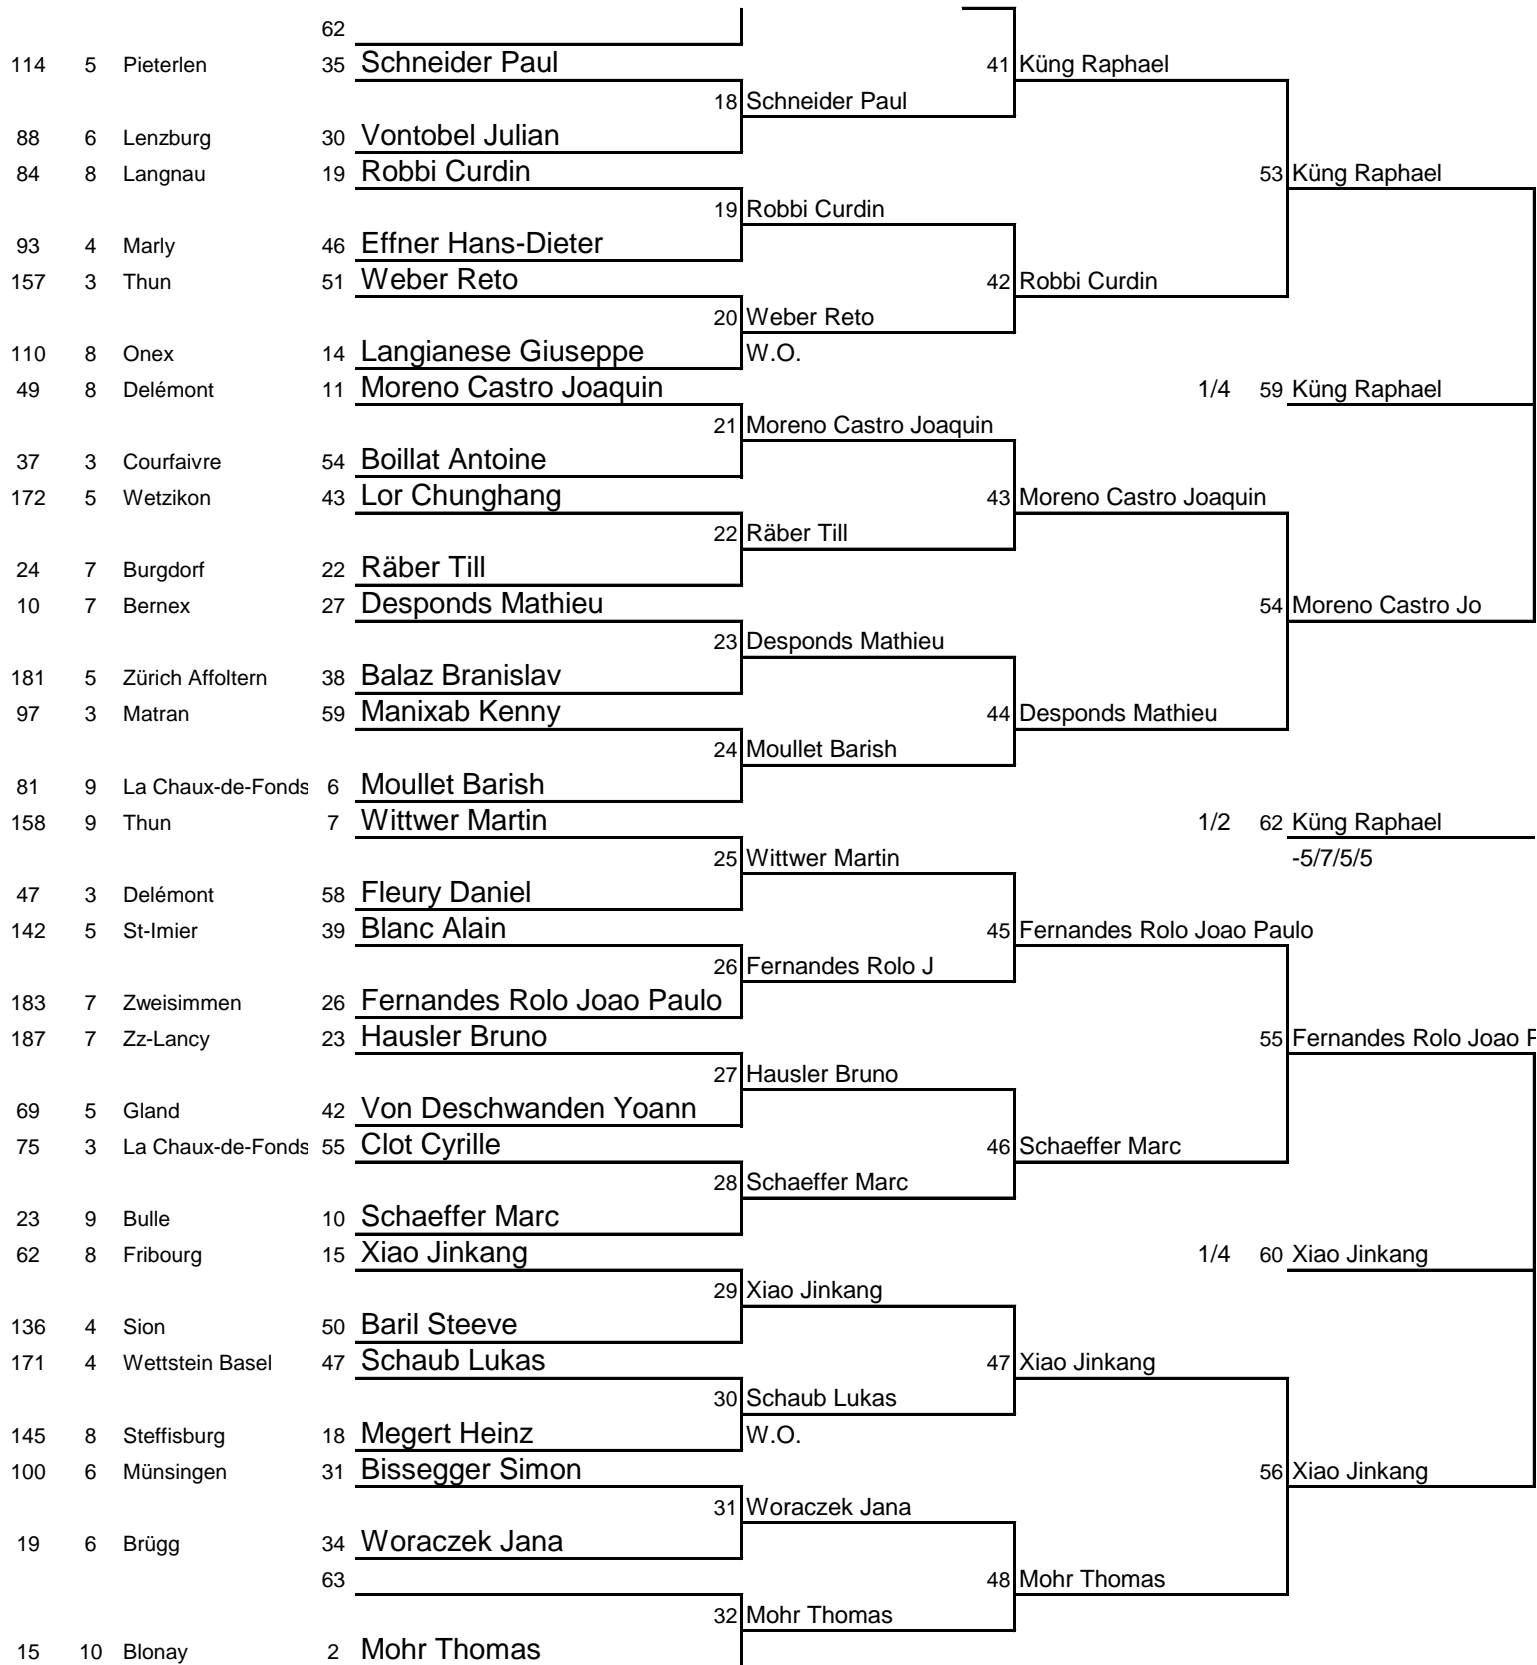 62
114 5 Pieterlen 35 Schneider Paul 41 Küng Raphael
18 Schneider Paul
88 6 Lenzburg 30 Vontobel Julian
84 8 Langnau 19 Robbi Curdin 53 Küng Raphael
19 Robbi Curdin
93 4 Marly 46 Effner Hans-Dieter
157 3 Thun 51 Weber Reto 42 Robbi Curdin
20 Weber Reto
110 8 Onex 14 Langianese Giuseppe W.O.
49 8 Delémont 11 Moreno Castro Joaquin 1/4 59 Küng Raphael
21 Moreno Castro Joaquin
37 3 Courfaivre 54 Boillat Antoine
172 5 Wetzikon 43 Lor Chunghang 43 Moreno Castro Joaquin
22 Räber Till
24 7 Burgdorf 22 Räber Till
10 7 Bernex 27 Desponds Mathieu 54 Moreno Castro Jo
23 Desponds Mathieu
181 5 Zürich Affoltern 38 Balaz Branislav
97 3 Matran 59 Manixab Kenny 44 Desponds Mathieu
24 Moullet Barish
81 9 La Chaux-de-Fonds 6 Moullet Barish
158 9 Thun 7 Wittwer Martin 1/2 62 Küng Raphael
25 Wittwer Martin -5/7/5/5
47 3 Delémont 58 Fleury Daniel
142 5 St-Imier 39 Blanc Alain 45 Fernandes Rolo Joao Paulo
26 Fernandes Rolo J
183 7 Zweisimmen 26 Fernandes Rolo Joao Paulo
187 7 Zz-Lancy 23 Hausler Bruno 55 Fernandes Rolo Joao P
27 Hausler Bruno
69 5 Gland 42 Von Deschwanden Yoann
75 3 La Chaux-de-Fonds 55 Clot Cyrille 46 Schaeffer Marc
28 Schaeffer Marc
23 9 Bulle 10 Schaeffer Marc
62 8 Fribourg 15 Xiao Jinkang 1/4 60 Xiao Jinkang
29 Xiao Jinkang
136 4 Sion 50 Baril Steeve
171 4 Wettstein Basel 47 Schaub Lukas 47 Xiao Jinkang
30 Schaub Lukas
145 8 Steffisburg 18 Megert Heinz W.O.
100 6 Münsingen 31 Bissegger Simon 56 Xiao Jinkang
31 Woraczek Jana
19 6 Brügg 34 Woraczek Jana
63 48 Mohr Thomas
32 Mohr Thomas
15 10 Blonay 2 Mohr Thomas